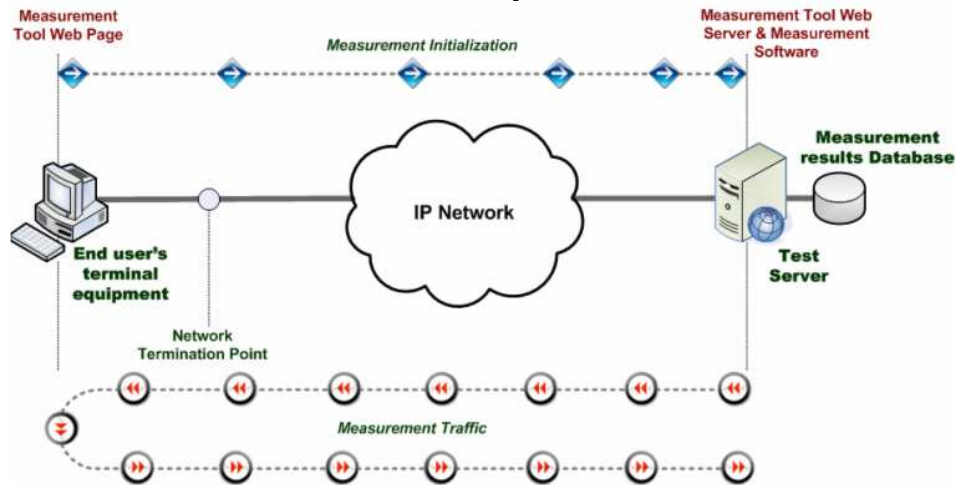 Measurement
Tool Web Page
Measurement Initialization
Measurement Tool Web
Server & Measurement
Software
Measurement
results Database
IP Network
End user's
terminal
equipment
Test
Server
Network
Termination Point
Measurement Traffic